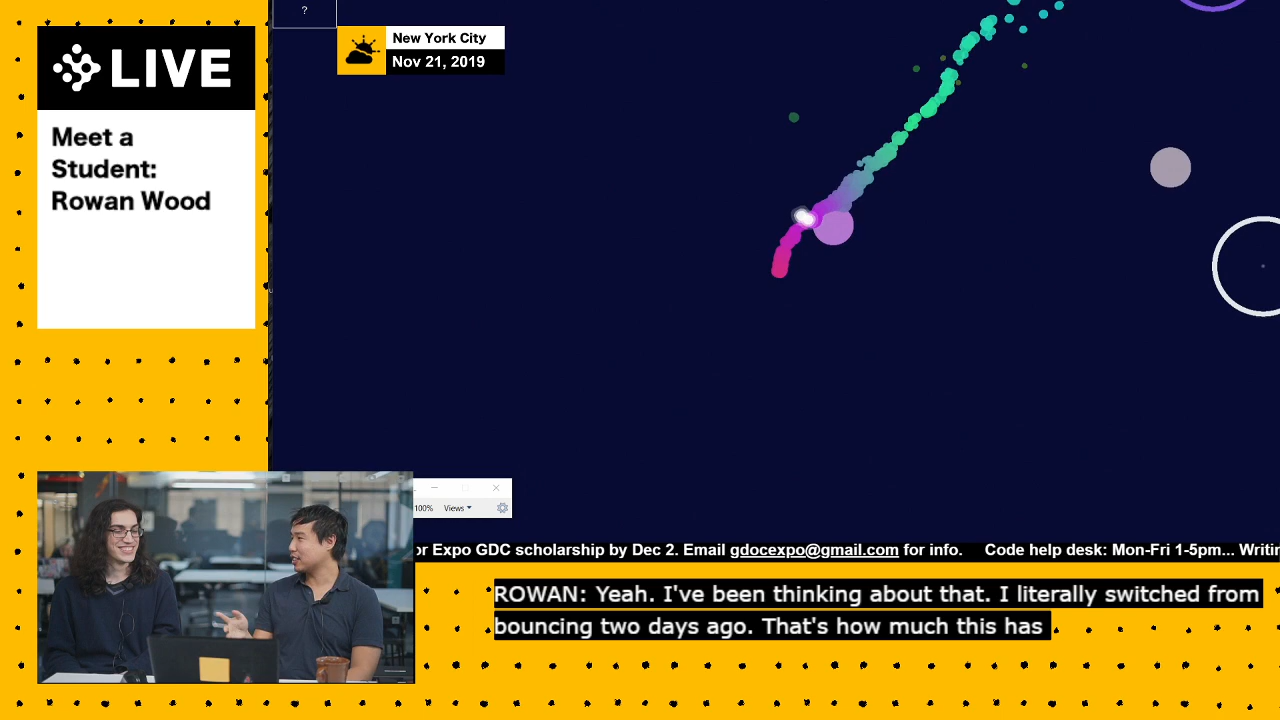 ?
New York City
Nov 21, 2019
LIVE
Meet a
Student:
Rowan Wood
100% Views
or Expo GDC scholarship by Dec 2. Email gdocexpo@gmail.com for info. Code help desk: Mon-Fri 1-5pm... Writin
ROWAN: Yeah. I've been thinking about that. I literally switched from
bouncing two days ago. That's how much this has